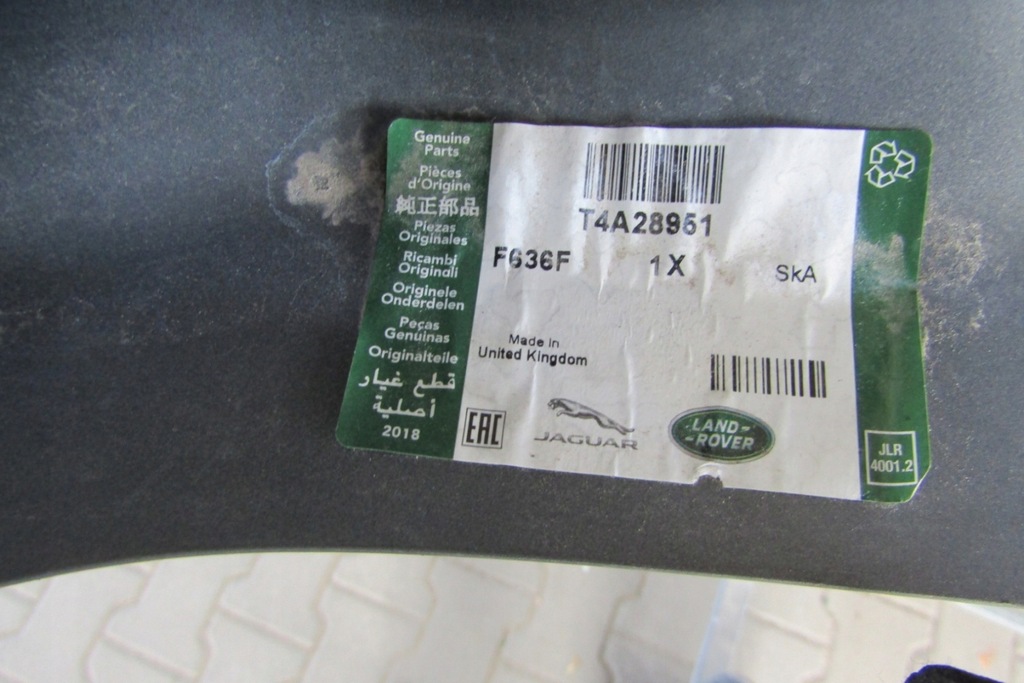 Genuine
Parts
Pièces
d'Origine
純正部品
Piezas
Originales
Ricambi
Originali
Originele
Onderdelen
Peças
Genuinas
Originalteile
قطع غيار
أصلية
2018
T4A28951
F636F 1X SkA
Made in
United Kingdom
EAC
JAGUAR
LAND-
-ROVER
JLR
4001.2